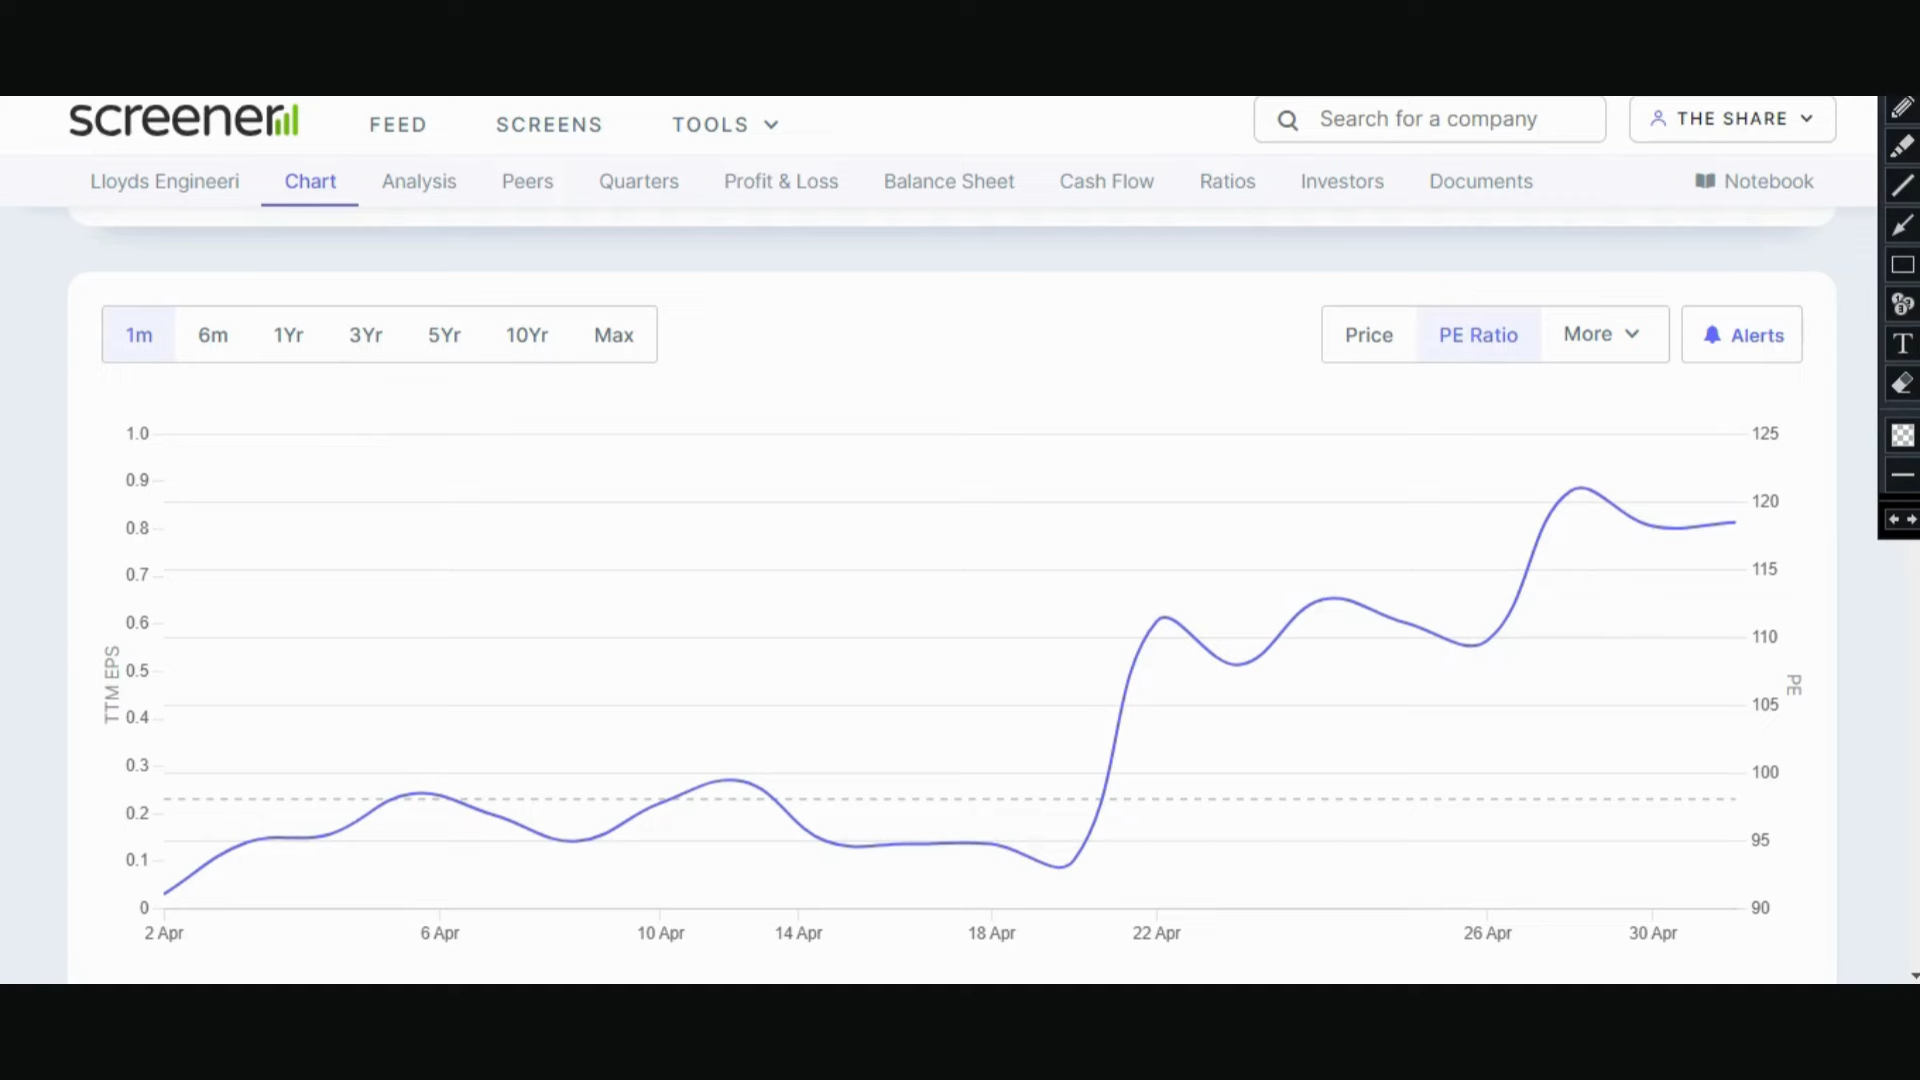 screener
FEED
SCREENS
TOOLS
Search for a company
THE SHARE
Lloyds Engineeri
Chart
Analysis
Peers
Quarters
Profit & Loss
Balance Sheet
Cash Flow
Ratios
Investors
Documents
Notebook
1m
6m
1Yr
3Yr
5Yr
10Yr
Max
Price
PE Ratio
More
Alerts
1.0
0.9
0.8
0.7
0.6
0.5
0.4
0.3
0.2
0.1
0
TTM EPS
125
120
115
110
105
100
95
90
PE
2 Apr
6 Apr
10 Apr
14 Apr
18 Apr
22 Apr
26 Apr
30 Apr
T